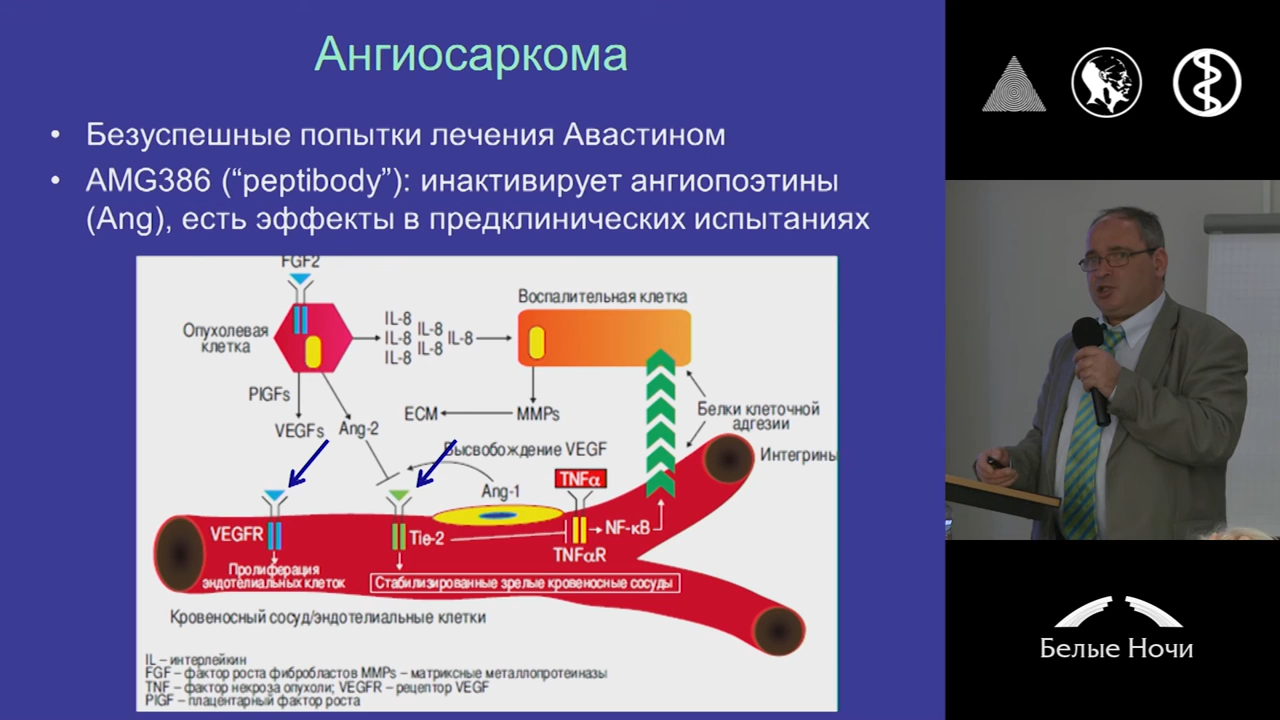 Ангиосаркома
• Безуспешные попытки лечения Авастином
• AMG386 (“peptibody”): инактивирует ангиопоэтины
(Ang), есть эффекты в предклинических испытаниях
FGF2
Воспалительная клетка
Опухолевая
клетка
IL-8
IL-8
IL-8
IL-8
IL-8
IL-8
PlGFs
VEGFs
Ang-2
ECM
MMPs
Белки клеточной
адгезии
Высвобождение VEGF
Интегрины
TNFα
Ang-1
VEGFR
Tie-2
NF-κB
TNFαR
Пролиферация
эндотелиальных клеток
Стабилизированные зрелые кровеносные сосуды
Кровеносный сосуд/эндотелиальные клетки
IL – интерлейкин
FGF – фактор роста фибробластов MMPs – матриксные металлопротеиназы
TNF – фактор некроза опухоли; VEGFR – рецептор VEGF
PlGF – плацентарный фактор роста
Белые Ночи